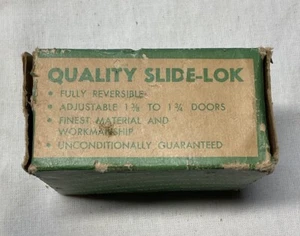 QUALITY SLIDE-LOK
• FULLY REVERSIBLE
• ADJUSTABLE 1⅜ TO 1¾ DOORS
• FINEST MATERIAL AND
WORKMANSHIP
• UNCONDITIONALLY GUARANTEED